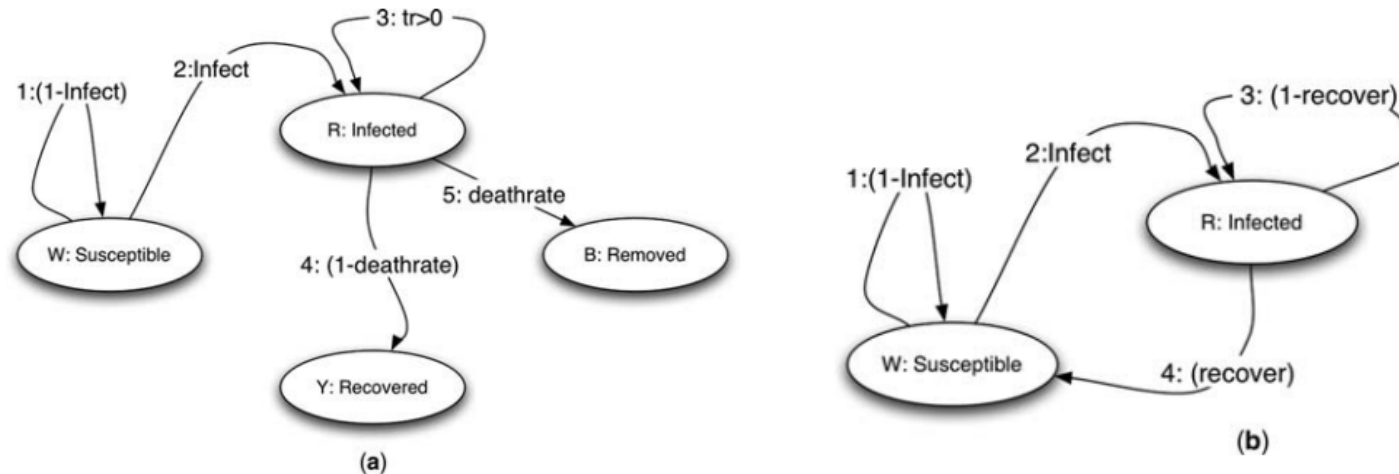 3: tr>0
2:Infect
1:(1-Infect)
R: Infected
5: deathrate
W: Susceptible
B: Removed
4: (1-deathrate)
Y: Recovered
(a)
3: (1-recover)
2:Infect
1:(1-Infect)
R: Infected
W: Susceptible
4: (recover)
(b)